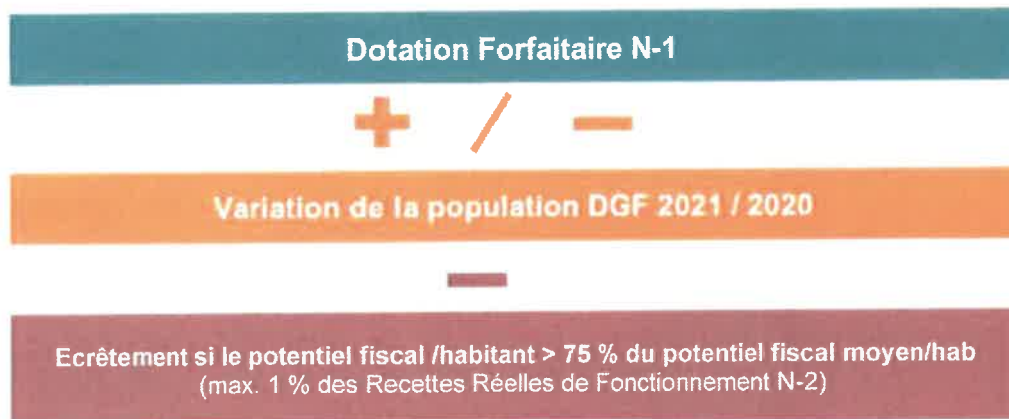 Dotation Forfaitaire N-1
+ / -
Variation de la population DGF 2021 / 2020
-
Ecrêtement si le potentiel fiscal /habitant > 75 % du potentiel fiscal moyen/hab
(max. 1 % des Recettes Réelles de Fonctionnement N-2)